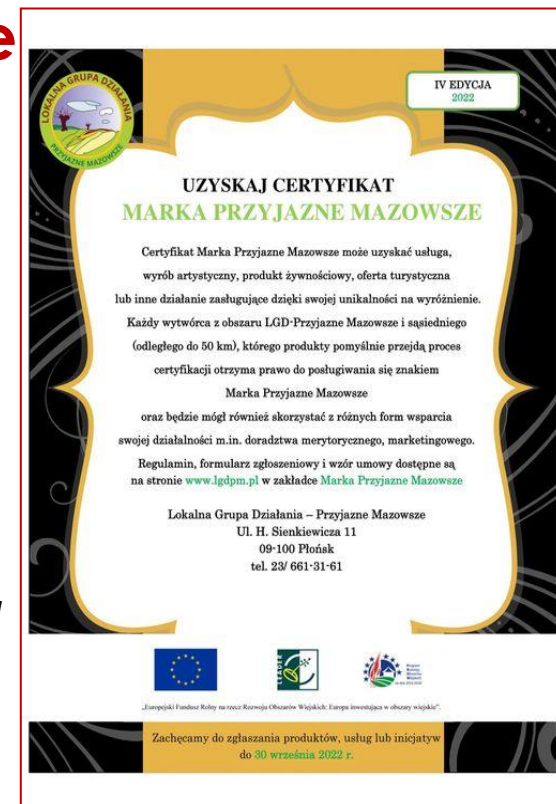 e
LOKALNA GRUPA DZIAŁANIA
PRZYJAZNE MAZOWSZE
IV EDYCJA
2022
UZYSKAJ CERTYFIKAT
MARKA PRZYJAZNE MAZOWSZE
Certyfikat Marka Przyjazne Mazowsze może uzyskać usługa,
wyrób artystyczny, produkt żywnościowy, oferta turystyczna
lub inne działanie zasługujące dzięki swojej unikalności na wyróżnienie.
Każdy wytwórca z obszaru LGD-Przyjazne Mazowsze i sąsiedniego
(odległego do 50 km), którego produkty pomyślnie przejdą proces
certyfikacji otrzyma prawo do posługiwania się znakiem
Marka Przyjazne Mazowsze
oraz będzie mógł również skorzystać z różnych form wsparcia
swojej działalności m.in. doradztwa merytorycznego, marketingowego.
Regulamin, formularz zgłoszeniowy i wzór umowy dostępne są
na stronie www.lgdpm.pl w zakładce Marka Przyjazne Mazowsze
Lokalna Grupa Działania – Przyjazne Mazowsze
Ul. H. Sienkiewicza 11
09-100 Płońsk
tel. 23/ 661-31-61
LEADER
„Europejski Fundusz Rolny na rzecz Rozwoju Obszarów Wiejskich: Europa inwestująca w obszary wiejskie".
Zachęcamy do zgłaszania produktów, usług lub inicjatyw
do 30 września 2022 r.